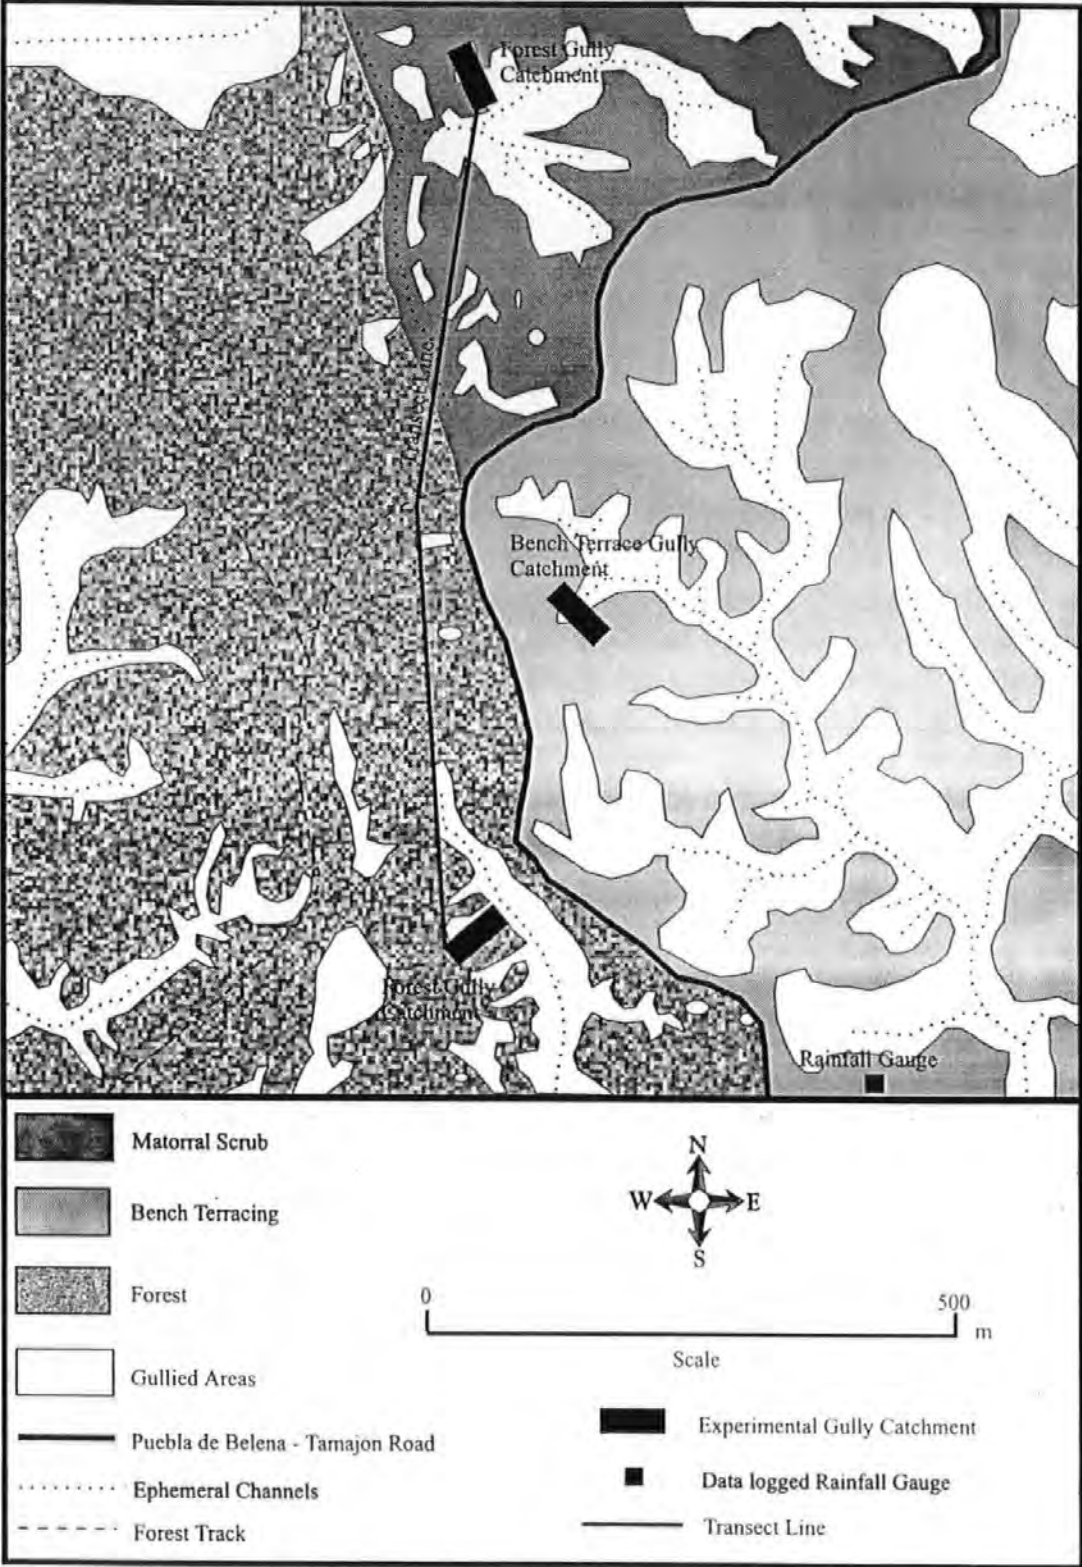 Forest Gully
Catchment
Transect Line
Bench Terrace Gully
Catchment
Forest Gully
Catchment
Rainfall Gauge
Matorral Scrub
Bench Terracing
Forest
Gullied Areas
Puebla de Belena - Tamajon Road
Ephemeral Channels
Forest Track
N
W
E
S
0
500
m
Scale
Experimental Gully Catchment
Data logged Rainfall Gauge
Transect Line